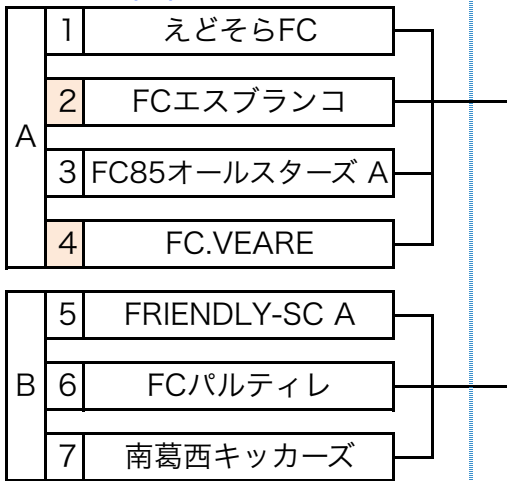 A
1 えどそらFC
2 FCエスブランコ
3 FC85オールスターズ A
4 FC.VEARE
B
5 FRIENDLY-SC A
6 FCパルティレ
7 南葛西キッカーズ